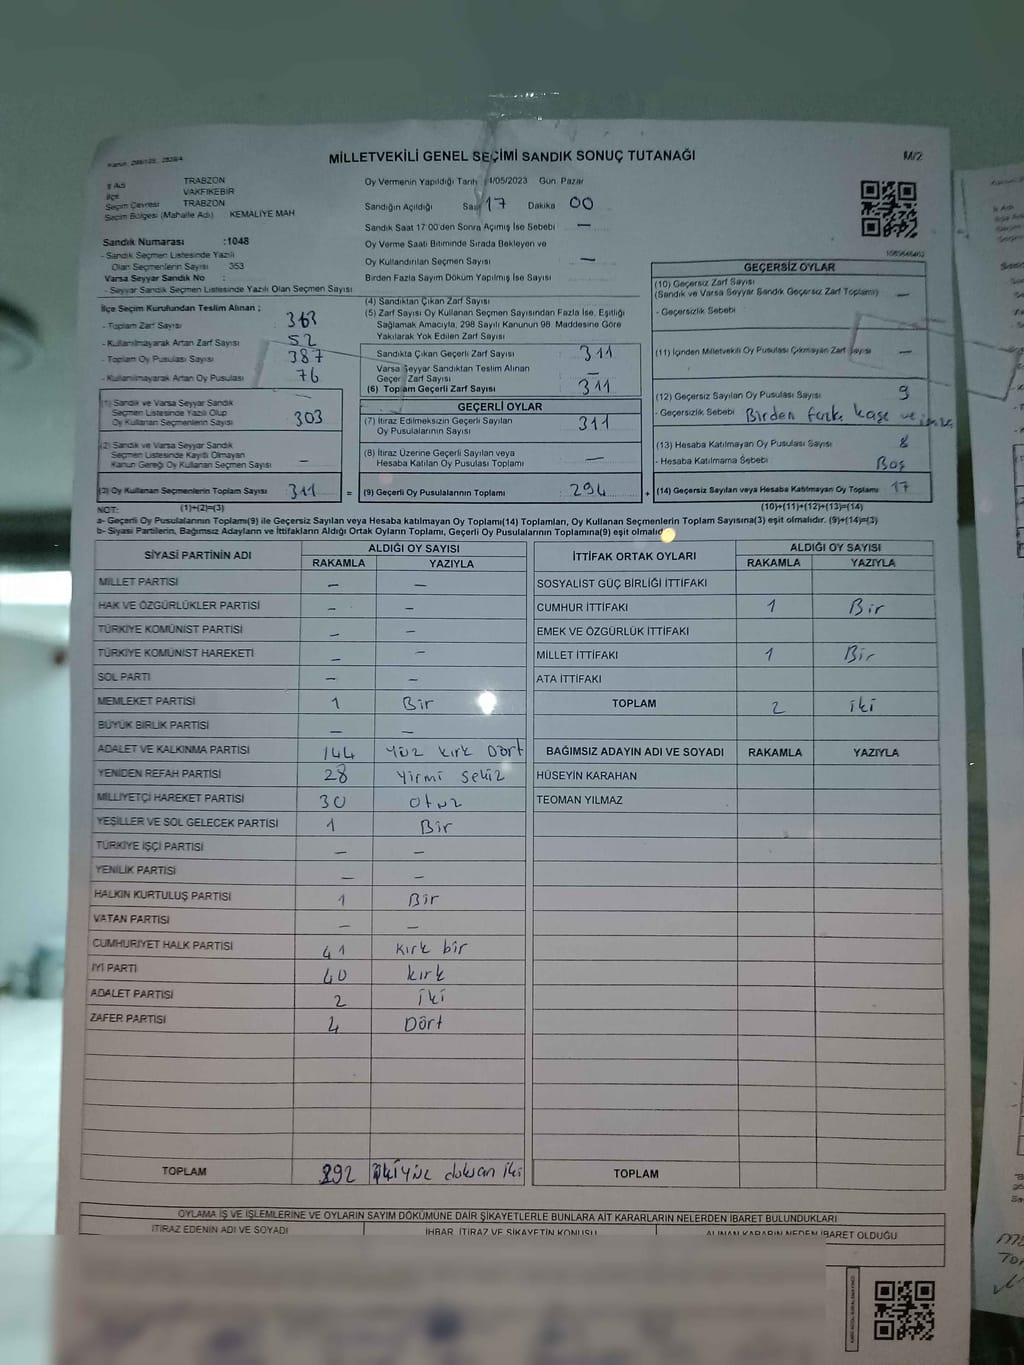 MİLLETVEKİLİ GENEL SEÇİMİ SANDIK SONUÇ TUTANAĞI
M/2
İl Adı TRABZON
İlçe VAKFIKEBİR
Seçim Çevresi TRABZON
Seçim Bölgesi (Mahalle Adı) KEMALİYE MAH
Sandık Numarası :1048
- Sandık Seçmen Listesinde Yazılı
Olan Seçmenlerin Sayısı 353
Varsa Seyyar Sandık No :
- Seyyar Sandık Seçmen Listesinde Yazılı Olan Seçmen Sayısı
Oy Vermenin Yapıldığı Tarih 4/05/2023 Gün. Pazar
Sandığın Açıldığı Saat 17 Dakika 00
Sandık Saat 17:00'den Sonra Açılmış İse Sebebi —
Oy Verme Saati Bitiminde Sırada Bekleyen ve
Oy Kullandırılan Seçmen Sayısı —
Birden Fazla Sayım Döküm Yapılmış İse Sayısı
İlçe Seçim Kurulundan Teslim Alınan ;
- Toplam Zarf Sayısı 363
- Kullanılmayarak Artan Zarf Sayısı 52
- Toplam Oy Pusulası Sayısı 387
- Kullanılmayarak Artan Oy Pusulası 76
(1) Sandık ve Varsa Seyyar Sandık
Seçmen Listesinde Yazılı Olup
Oy Kullanan Seçmenlerin Sayısı 303
(2) Sandık ve Varsa Seyyar Sandık
Seçmen Listesinde Kayıtlı Olmayan
Kanun Gereği Oy Kullanan Seçmen Sayısı —
(3) Oy Kullanan Seçmenlerin Toplam Sayısı 311 =
(4) Sandıktan Çıkan Zarf Sayısı
(5) Zarf Sayısı Oy Kullanan Seçmen Sayısından Fazla İse, Eşitliği
Sağlamak Amacıyla, 298 Sayılı Kanunun 98. Maddesine Göre
Yakılarak Yok Edilen Zarf Sayısı
Sandıkta Çıkan Geçerli Zarf Sayısı 311
Varsa Seyyar Sandıktan Teslim Alınan
Geçer Zarf Sayısı —
(6) Toplam Geçerli Zarf Sayısı 311
GEÇERLİ OYLAR
(7) İtiraz Edilmeksizin Geçerli Sayılan
Oy Pusulalarının Sayısı 311
(8) İtiraz Üzerine Geçerli Sayılan veya
Hesaba Katılan Oy Pusulası Toplamı —
(9) Geçerli Oy Pusulalarının Toplamı 294 +
GEÇERSİZ OYLAR
(10) Geçersiz Zarf Sayısı
(Sandık ve Varsa Seyyar Sandık Geçersiz Zarf Toplamı) —
- Geçersizlik Sebebi
(11) İçinden Milletvekili Oy Pusulası Çıkmayan Zarf Sayısı —
(12) Geçersiz Sayılan Oy Pusulası Sayısı 9
- Geçersizlik Sebebi Birden fazla kaşe ve imza
(13) Hesaba Katılmayan Oy Pusulası Sayısı 8
- Hesaba Katılmama Sebebi Boş
(14) Geçersiz Sayılan veya Hesaba Katılmayan Oy Toplamı 17
NOT: (1)+(2)=(3) (10)+(11)+(12)+(13)=(14)
a- Geçerli Oy Pusulalarının Toplamı(9) ile Geçersiz Sayılan veya Hesaba katılmayan Oy Toplamı(14) Toplamları, Oy Kullanan Seçmenlerin Toplam Sayısına(3) eşit olmalıdır. (9)+(14)=(3)
b- Siyasi Partilerin, Bağımsız Adayların ve İttifakların Aldığı Ortak Oyların Toplamı, Geçerli Oy Pusulalarının Toplamına(9) eşit olmalıd
SİYASİ PARTİNİN ADI ALDIĞI OY SAYISI
RAKAMLA YAZIYLA
MİLLET PARTİSİ — —
HAK VE ÖZGÜRLÜKLER PARTİSİ — —
TÜRKİYE KOMÜNİST PARTİSİ — —
TÜRKİYE KOMÜNİST HAREKETİ — —
SOL PARTİ — —
MEMLEKET PARTİSİ 1 Bir
BÜYÜK BİRLİK PARTİSİ — —
ADALET VE KALKINMA PARTİSİ 144 Yüz kırk Dört
YENİDEN REFAH PARTİSİ 28 Yirmi Sekiz
MİLLİYETÇİ HAREKET PARTİSİ 30 Otuz
YEŞİLLER VE SOL GELECEK PARTİSİ 1 Bir
TÜRKİYE İŞÇİ PARTİSİ — —
YENİLİK PARTİSİ — —
HALKIN KURTULUŞ PARTİSİ 1 Bir
VATAN PARTİSİ — —
CUMHURİYET HALK PARTİSİ 41 Kırk bir
İYİ PARTİ 40 kırk
ADALET PARTİSİ 2 İki
ZAFER PARTİSİ 4 Dört
TOPLAM 292 İkiyüz doksan iki
İTTİFAK ORTAK OYLARI ALDIĞI OY SAYISI
RAKAMLA YAZIYLA
SOSYALİST GÜÇ BİRLİĞİ İTTİFAKI
CUMHUR İTTİFAKI 1 Bir
EMEK VE ÖZGÜRLÜK İTTİFAKI
MİLLET İTTİFAKI 1 Bir
ATA İTTİFAKI
TOPLAM 2 iki
BAĞIMSIZ ADAYIN ADI VE SOYADI RAKAMLA YAZIYLA
HÜSEYİN KARAHAN
TEOMAN YILMAZ
TOPLAM
OYLAMA İŞ VE İŞLEMLERİNE VE OYLARIN SAYIM DÖKÜMÜNE DAİR ŞİKAYETLERLE BUNLARA AİT KARARLARIN NELERDEN İBARET BULUNDUKLARI
İTİRAZ EDENİN ADI VE SOYADI İHBAR, İTİRAZ VE ŞİKAYETİN KONUSU ALINAN KARARIN NEDEN İBARET OLDUĞU